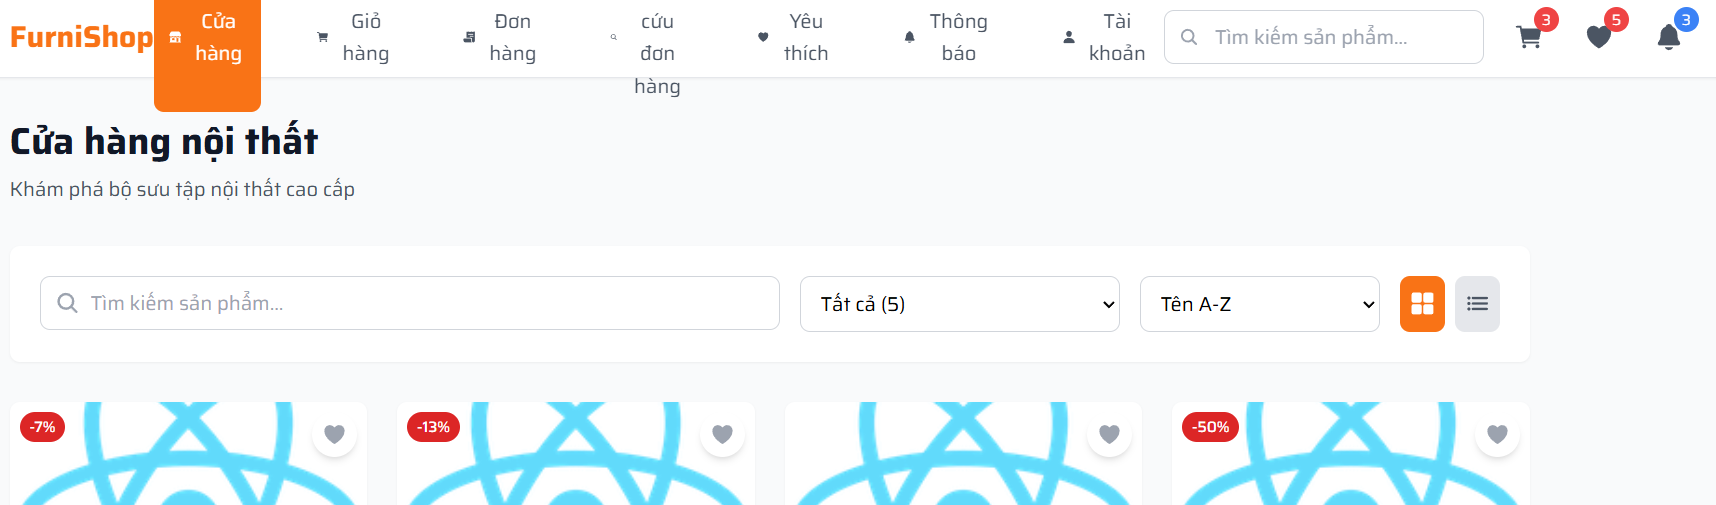 FurniShop
Cửa
hàng
Giỏ
hàng
Đơn
hàng
cứu
đơn
hàng
Yêu
thích
Thông
báo
Tài
khoản
Tìm kiếm sản phẩm...
3
5
3
Cửa hàng nội thất
Khám phá bộ sưu tập nội thất cao cấp
Tìm kiếm sản phẩm...
Tất cả (5)
Tên A-Z
-7%
-13%
-50%